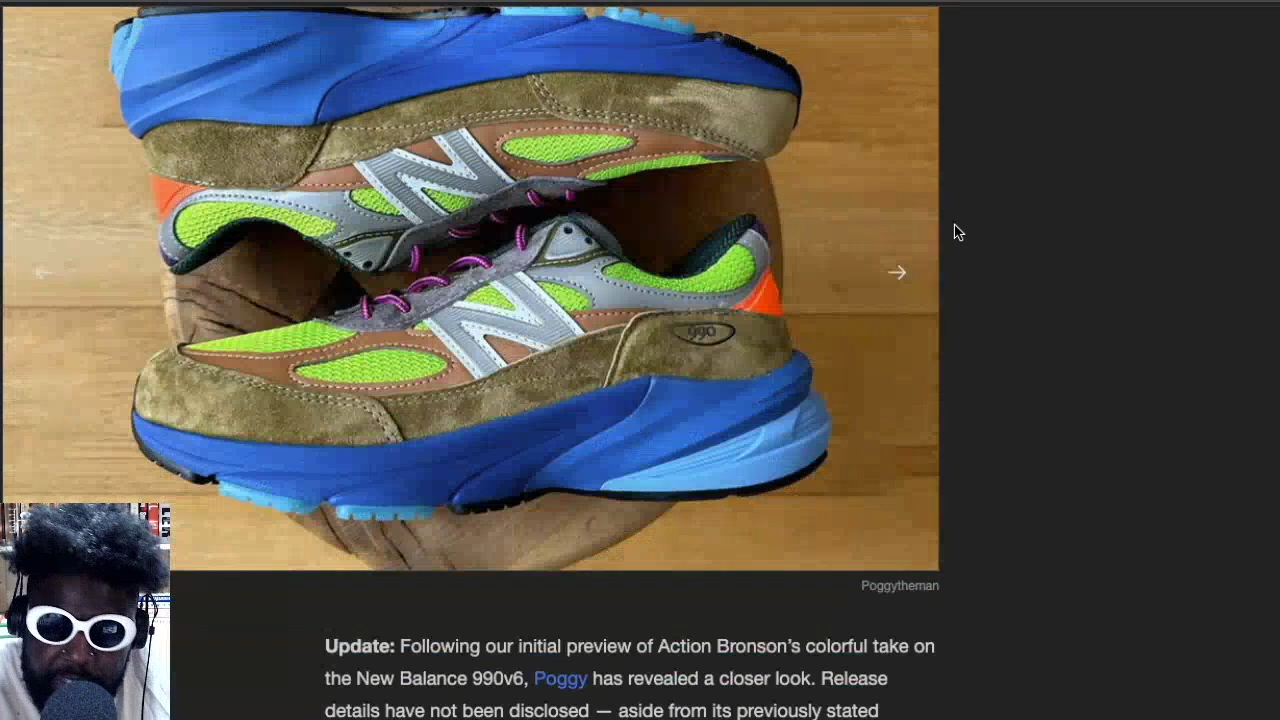 N
N
990
Poggytheman
Update: Following our initial preview of Action Bronson’s colorful take on
the New Balance 990v6, Poggy has revealed a closer look. Release
details have not been disclosed — aside from its previously stated